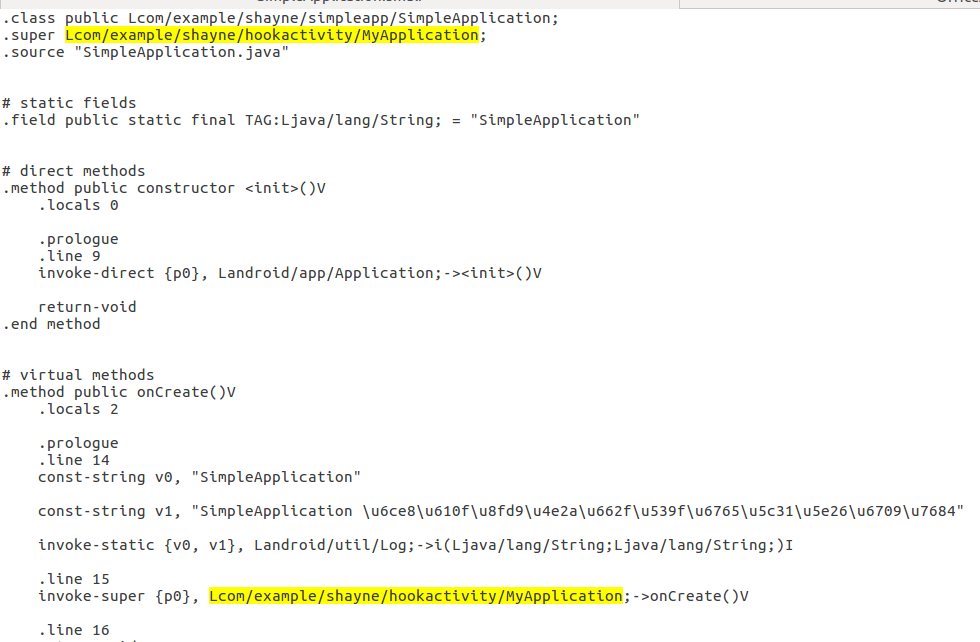 .class public Lcom/example/shayne/simpleapp/SimpleApplication;
.super Lcom/example/shayne/hookactivity/MyApplication;
.source "SimpleApplication.java"
# static fields
.field public static final TAG:Ljava/lang/String; = "SimpleApplication"
# direct methods
.method public constructor <init>()V
.locals 0
.prologue
.line 9
invoke-direct {p0}, Landroid/app/Application;-><init>()V
return-void
.end method
# virtual methods
.method public onCreate()V
.locals 2
.prologue
.line 14
const-string v0, "SimpleApplication"
const-string v1, "SimpleApplication \u6ce8\u610f\u8fd9\u4e2a\u662f\u539f\u6765\u5c31\u5e26\u6709\u7684"
invoke-static {v0, v1}, Landroid/util/Log;->i(Ljava/lang/String;Ljava/lang/String;)I
.line 15
invoke-super {p0}, Lcom/example/shayne/hookactivity/MyApplication;->onCreate()V
.line 16